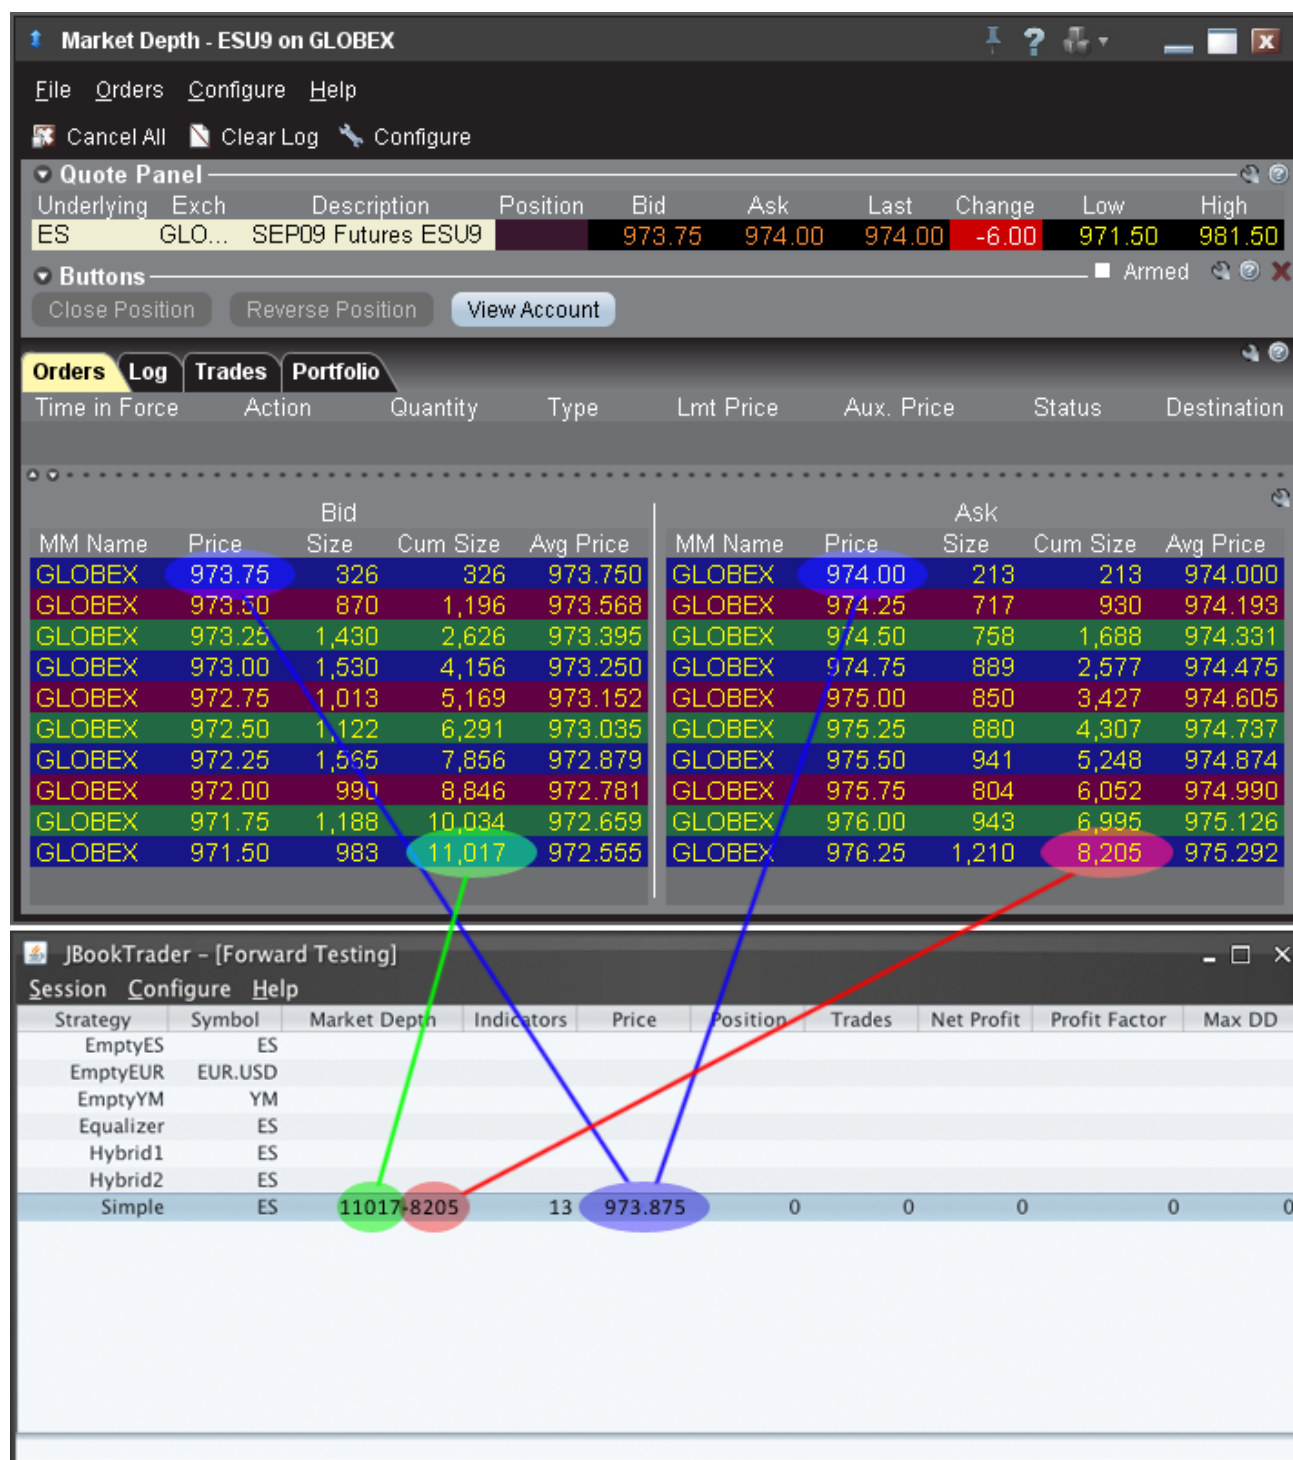 Market Depth - ESU9 on GLOBEX
File Orders Configure Help
Cancel All Clear Log Configure
Quote Panel
Underlying Exch Description Position Bid Ask Last Change Low High
ES GLO... SEP09 Futures ESU9 973.75 974.00 974.00 -6.00 971.50 981.50
Buttons Armed
Close Position Reverse Position View Account
Orders Log Trades Portfolio
Time in Force Action Quantity Type Lmt Price Aux. Price Status Destination
Bid Ask
MM Name Price Size Cum Size Avg Price MM Name Price Size Cum Size Avg Price
GLOBEX 973.75 326 326 973.750 GLOBEX 974.00 213 213 974.000
GLOBEX 973.50 870 1,196 973.568 GLOBEX 974.25 717 930 974.193
GLOBEX 973.25 1,430 2,626 973.395 GLOBEX 974.50 758 1,688 974.331
GLOBEX 973.00 1,530 4,156 973.250 GLOBEX 974.75 889 2,577 974.475
GLOBEX 972.75 1,013 5,169 973.152 GLOBEX 975.00 850 3,427 974.605
GLOBEX 972.50 1,122 6,291 973.035 GLOBEX 975.25 880 4,307 974.737
GLOBEX 972.25 1,565 7,856 972.879 GLOBEX 975.50 941 5,248 974.874
GLOBEX 972.00 990 8,846 972.781 GLOBEX 975.75 804 6,052 974.990
GLOBEX 971.75 1,188 10,034 972.659 GLOBEX 976.00 943 6,995 975.126
GLOBEX 971.50 983 11,017 972.555 GLOBEX 976.25 1,210 8,205 975.292
JBookTrader - [Forward Testing]
Session Configure Help
Strategy Symbol Market Depth Indicators Price Position Trades Net Profit Profit Factor Max DD
EmptyES ES
EmptyEUR EUR.USD
EmptyYM YM
Equalizer ES
Hybrid1 ES
Hybrid2 ES
Simple ES 11017-8205 13 973.875 0 0 0 0 0